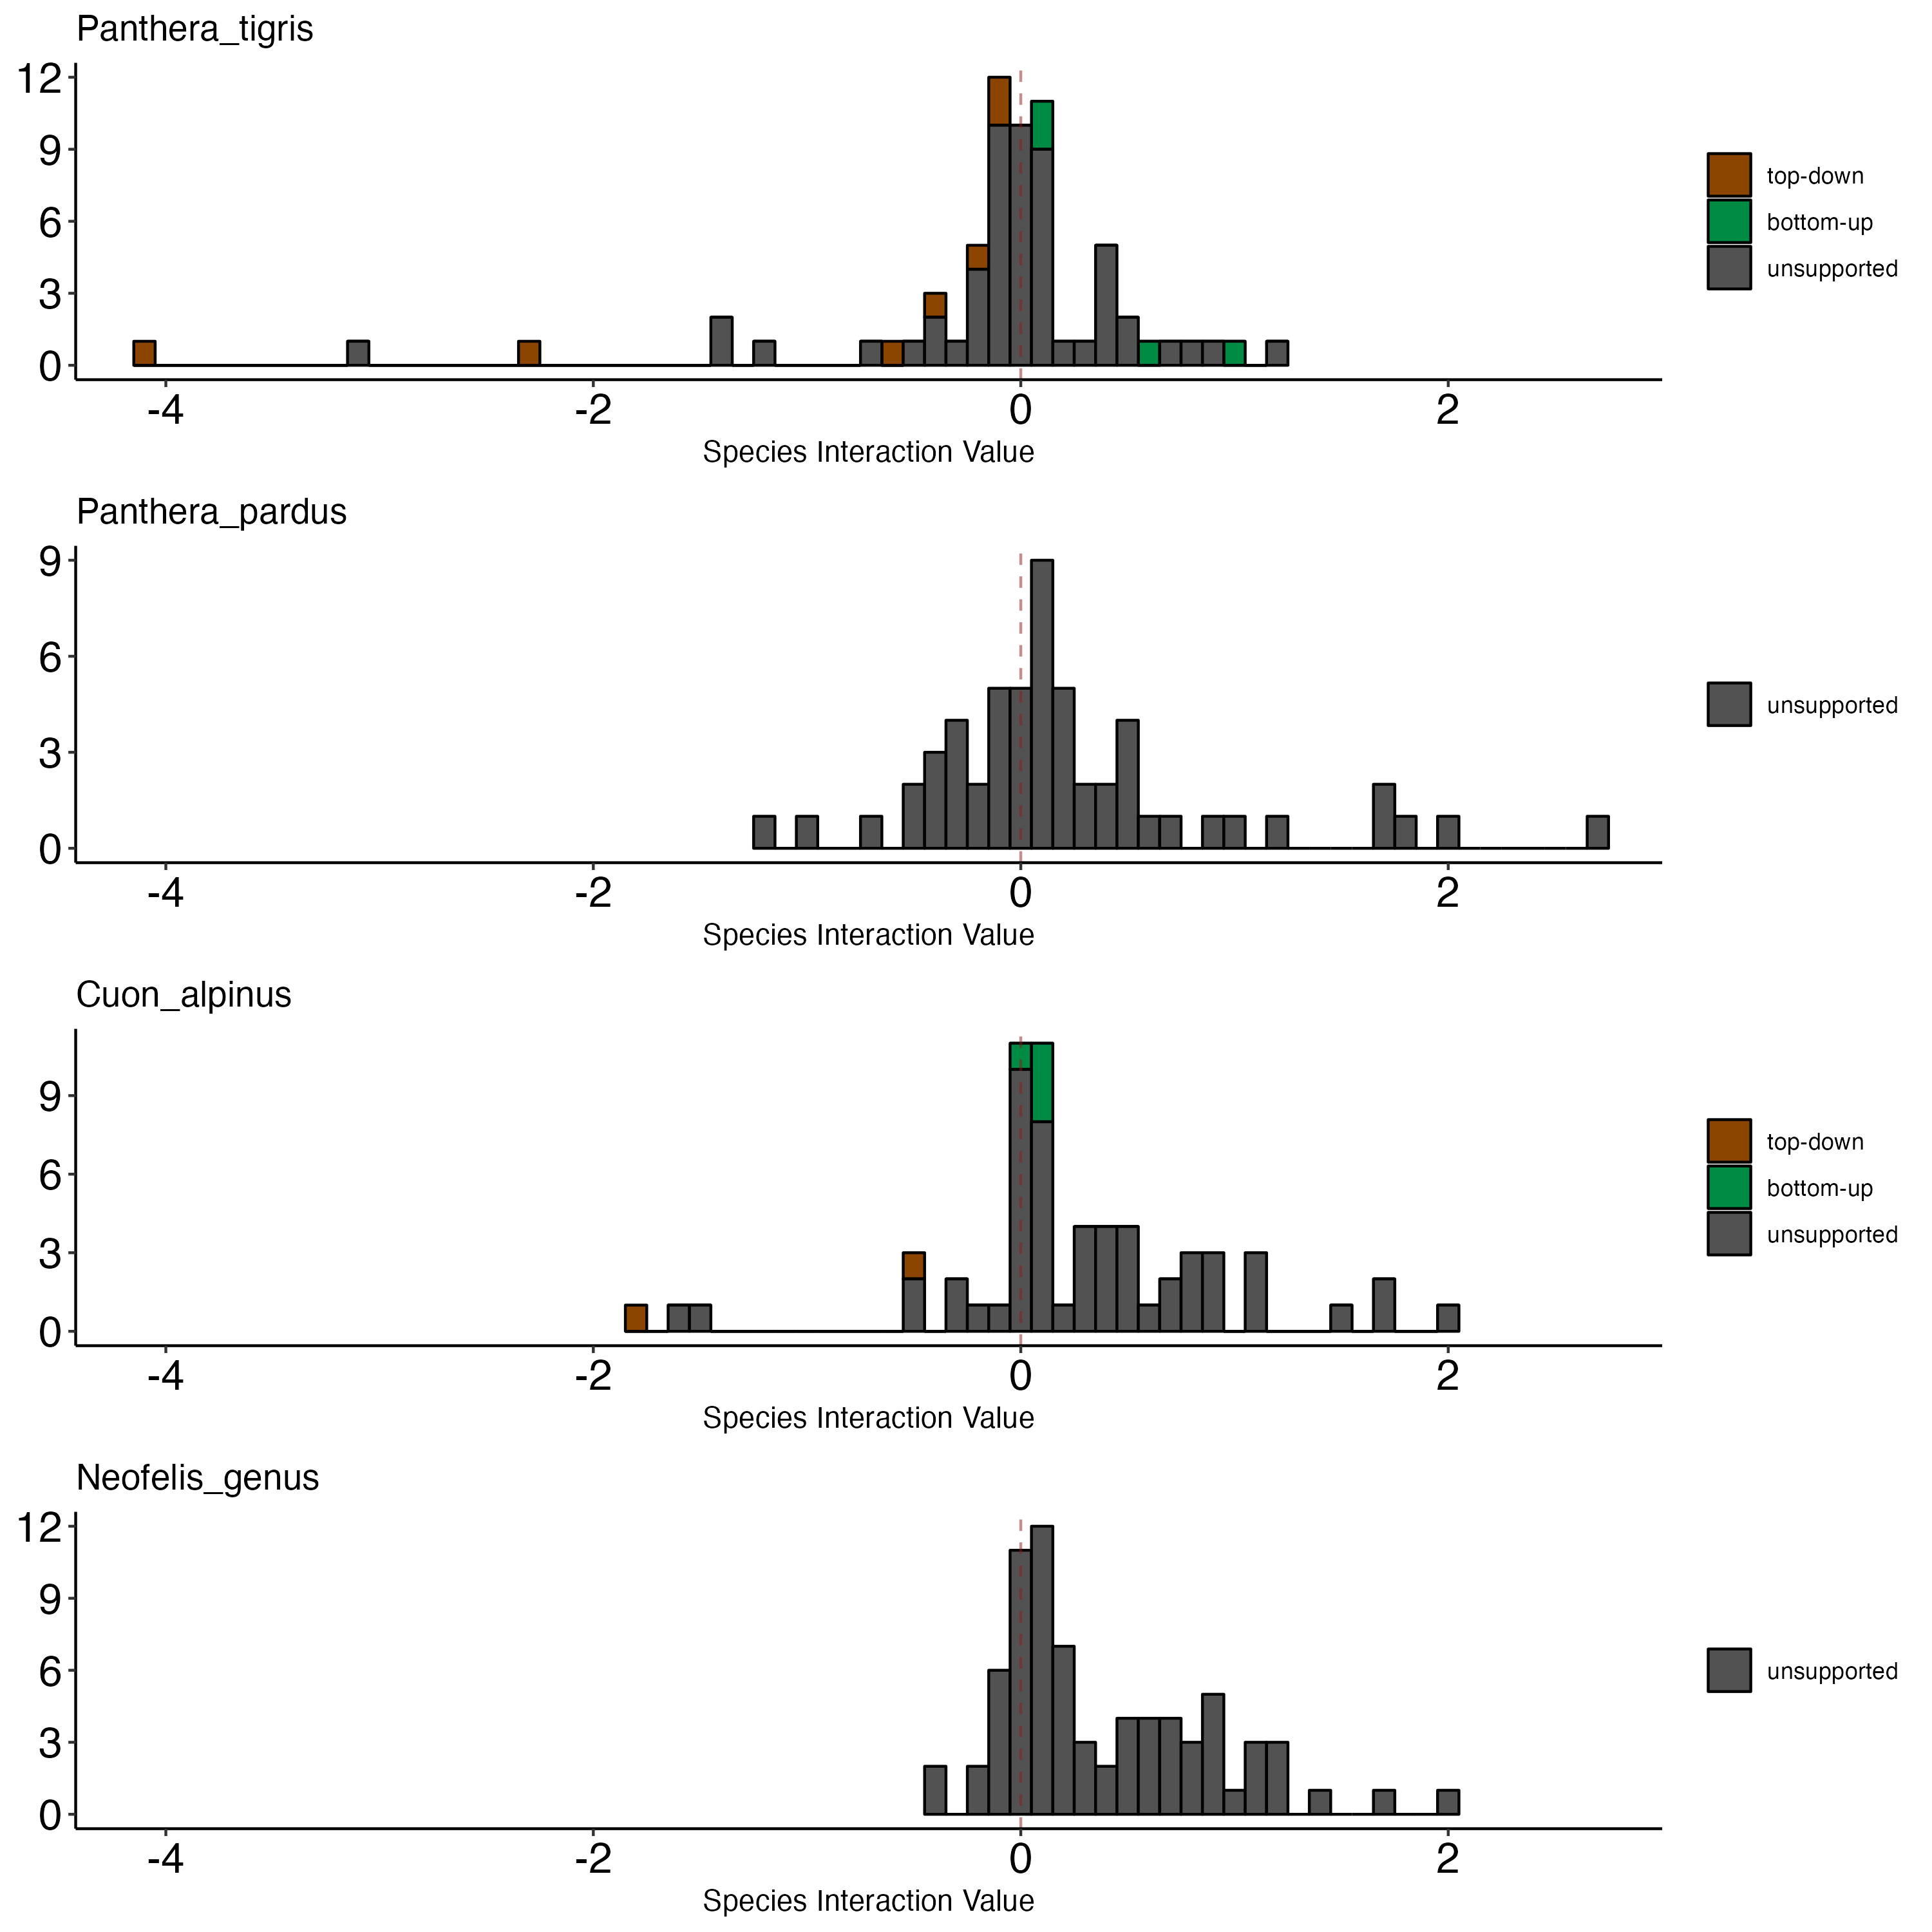 Panthera_tigris
12
9
6
3
0
-4 -2 0 2
Species Interaction Value
top-down
bottom-up
unsupported
Panthera_pardus
9
6
3
0
-4 -2 0 2
Species Interaction Value
unsupported
Cuon_alpinus
9
6
3
0
-4 -2 0 2
Species Interaction Value
top-down
bottom-up
unsupported
Neofelis_genus
12
9
6
3
0
-4 -2 0 2
Species Interaction Value
unsupported